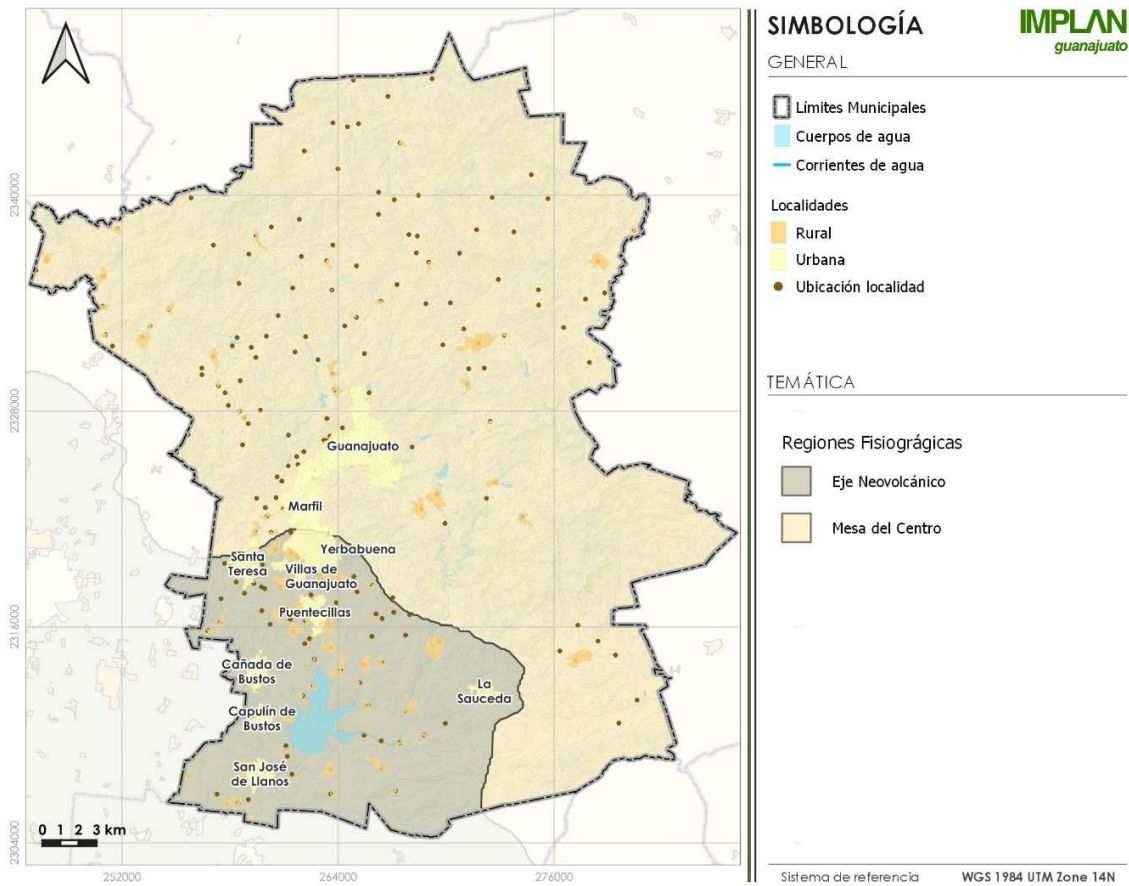 SIMBOLOGÍA
IMPLAN
guanajuato
GENERAL
Límites Municipales
Cuerpos de agua
Corrientes de agua
Localidades
Rural
Urbana
Ubicación localidad
TEMÁTICA
Regiones Fisiográgicas
Eje Neovolcánico
Mesa del Centro
Sistema de referencia WGS 1984 UTM Zone 14N
2340000
2328000
2316000
2304000
Guanajuato
Marfil
Yerbabuena
Santa
Teresa
Villas de
Guanajuato
Puentecillas
Cañada de
Bustos
La
Sauceda
Capulín de
Bustos
San José
de Llanos
0 1 2 3 km
252000
264000
276000